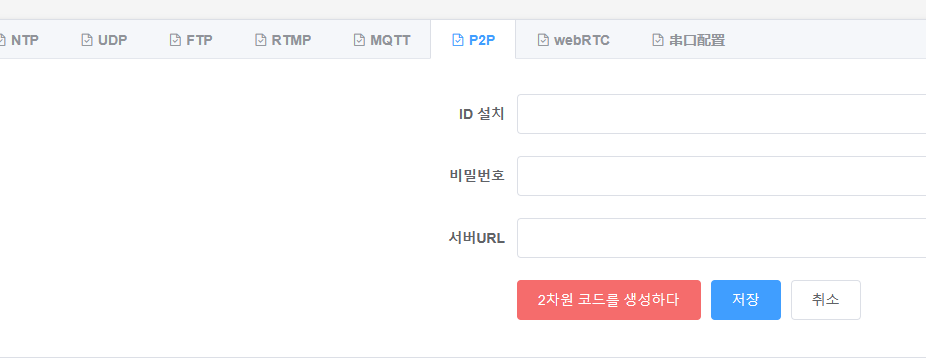 NTP UDP FTP RTMP MQTT P2P webRTC 串口配置
ID 설치
비밀번호
서버URL
2차원 코드를 생성하다 저장 취소